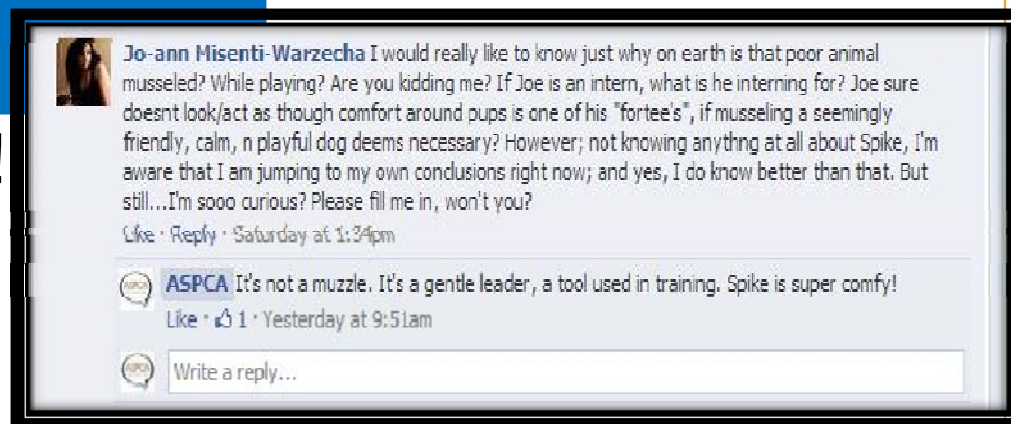 Jo-ann Misenti-Warzecha I would really like to know just why on earth is that poor animal
musseled? While playing? Are you kidding me? If Joe is an intern, what is he interning for? Joe sure
doesnt look/act as though comfort around pups is one of his "fortee's", if musseling a seemingly
friendly, calm, n playful dog deems necessary? However; not knowing anythng at all about Spike, I'm
aware that I am jumping to my own conclusions right now; and yes, I do know better than that. But
still...I'm sooo curious? Please fill me in, won't you?
Like · Reply · Saturday at 1:34pm
ASPCA It's not a muzzle. It's a gentle leader, a tool used in training. Spike is super comfy!
Like · 1 · Yesterday at 9:51am
Write a reply...